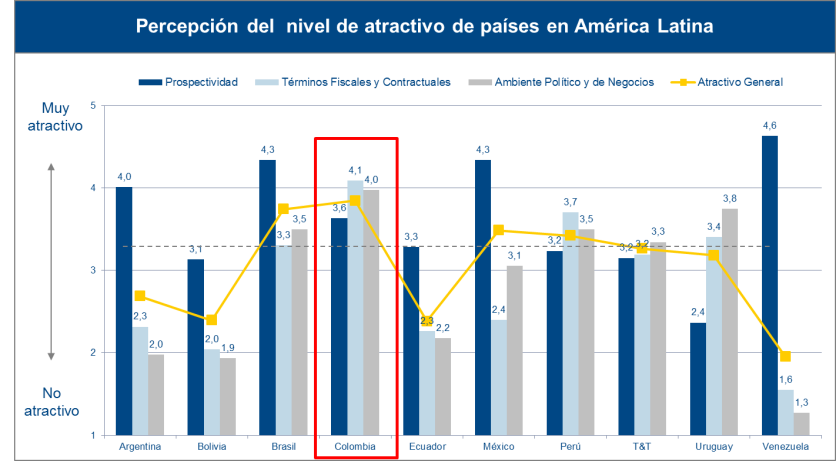 Percepción del nivel de atractivo de países en América Latina
Prospectividad Términos Fiscales y Contractuales Ambiente Político y de Negocios Atractivo General
Muy
atractivo
No
atractivo
5
4
3
2
1
4,0 2,3 2,0
3,1 2,0 1,9
4,3 3,3 3,5
3,6 4,1 4,0
3,3 2,3 2,2
4,3 2,4 3,1
3,2 3,7 3,5
3,2 3,2 3,3
2,4 3,4 3,8
4,6 1,6 1,3
Argentina Bolivia Brasil Colombia Ecuador México Perú T&T Uruguay Venezuela